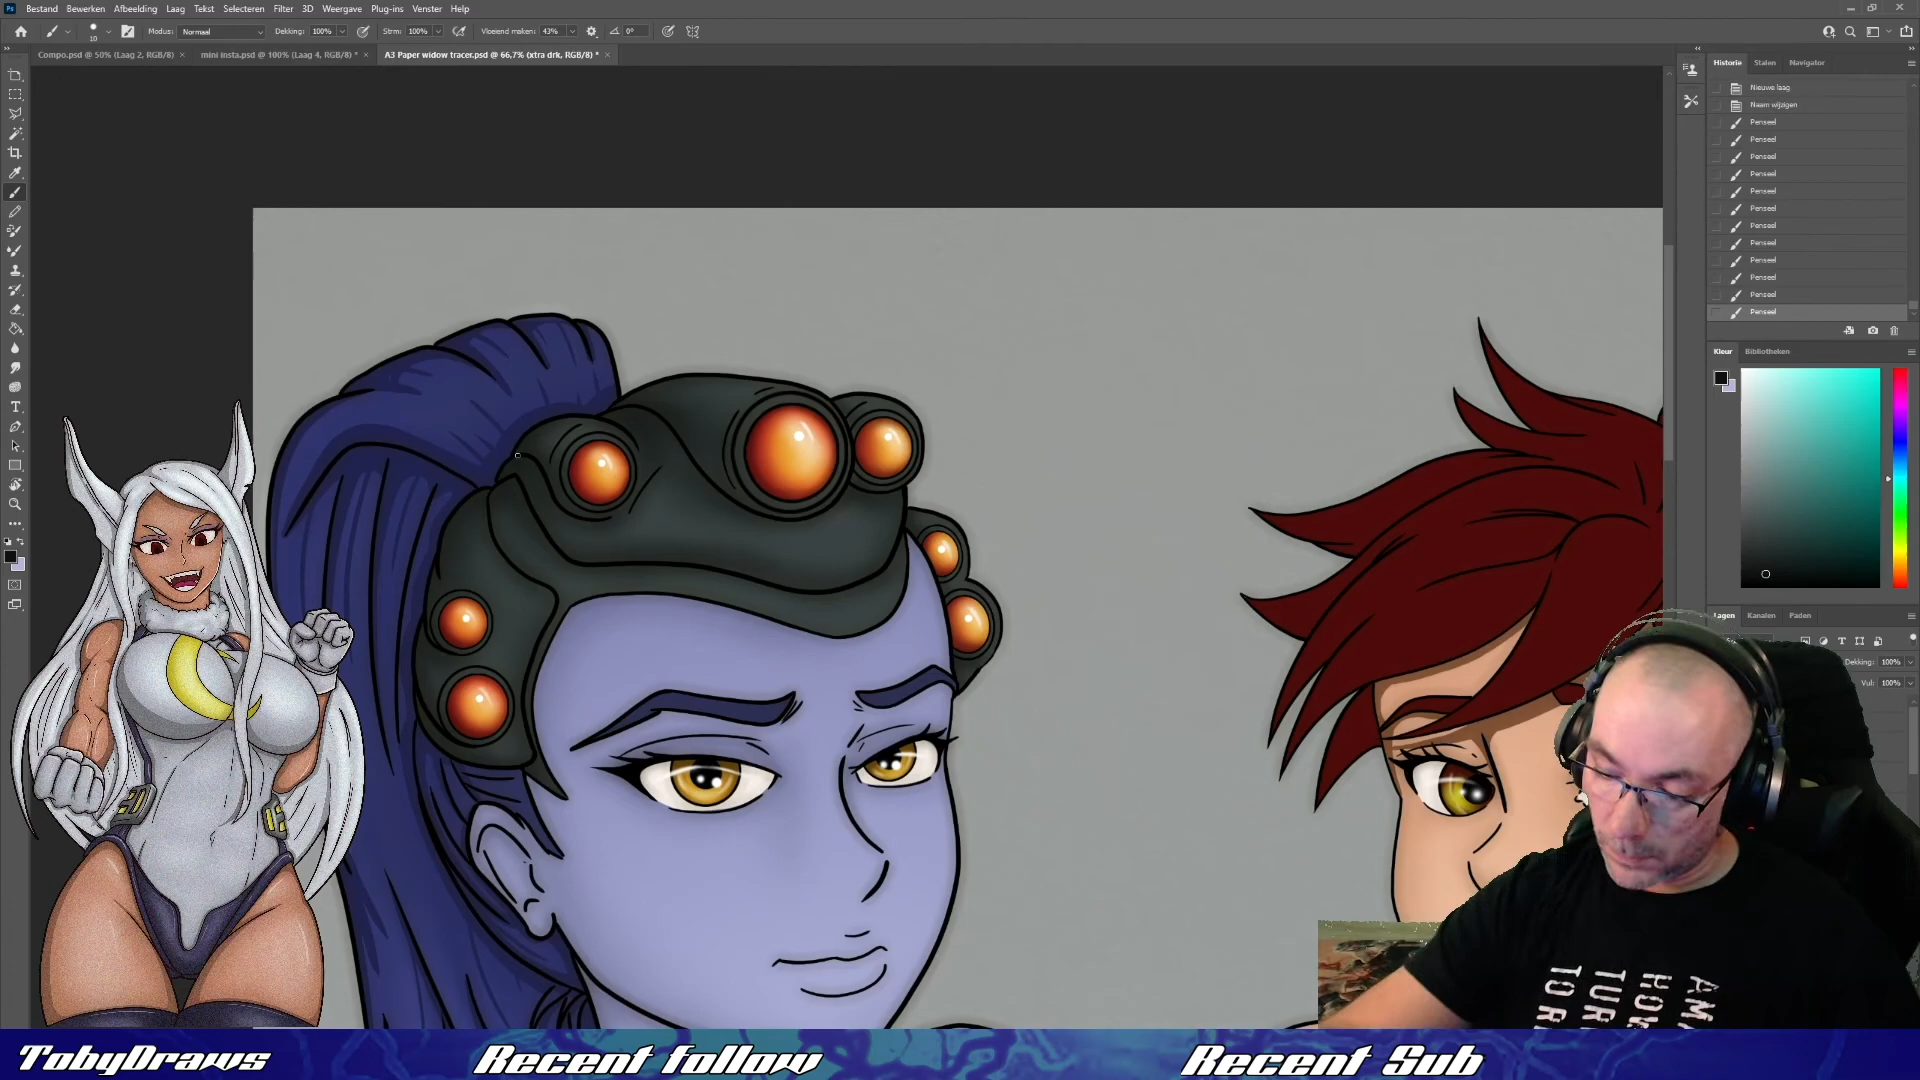 Bestand Bewerken Afbeelding Laag Tekst Selecteren Filter 3D Weergave Plug-ins Venster Help
10 Modus: Normaal Dekking: 100% Strm: 100% Vloeiend maken: 43% 0°
Compo.psd @ 50% (Laag 2, RGB/8) mini insta.psd @ 100% (Laag 4, RGB/8) * A3 Paper widow tracer.psd @ 66,7% (xtra drk, RGB/8) *
Historie Stalen Navigator
Nieuwe laag
Naam wijzigen
Penseel
Penseel
Penseel
Penseel
Penseel
Penseel
Penseel
Penseel
Penseel
Penseel
Penseel
Penseel
Kleur Bibliotheken
Lagen Kanalen Paden
Dekking: 100%
Vul: 100%
TobyDraws Recent follow Recent Sub